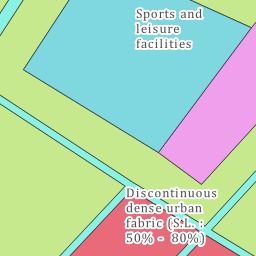 Sports and
leisure
facilities
Discontinuous
dense urban
fabric (S.L. :
50% -  80%)